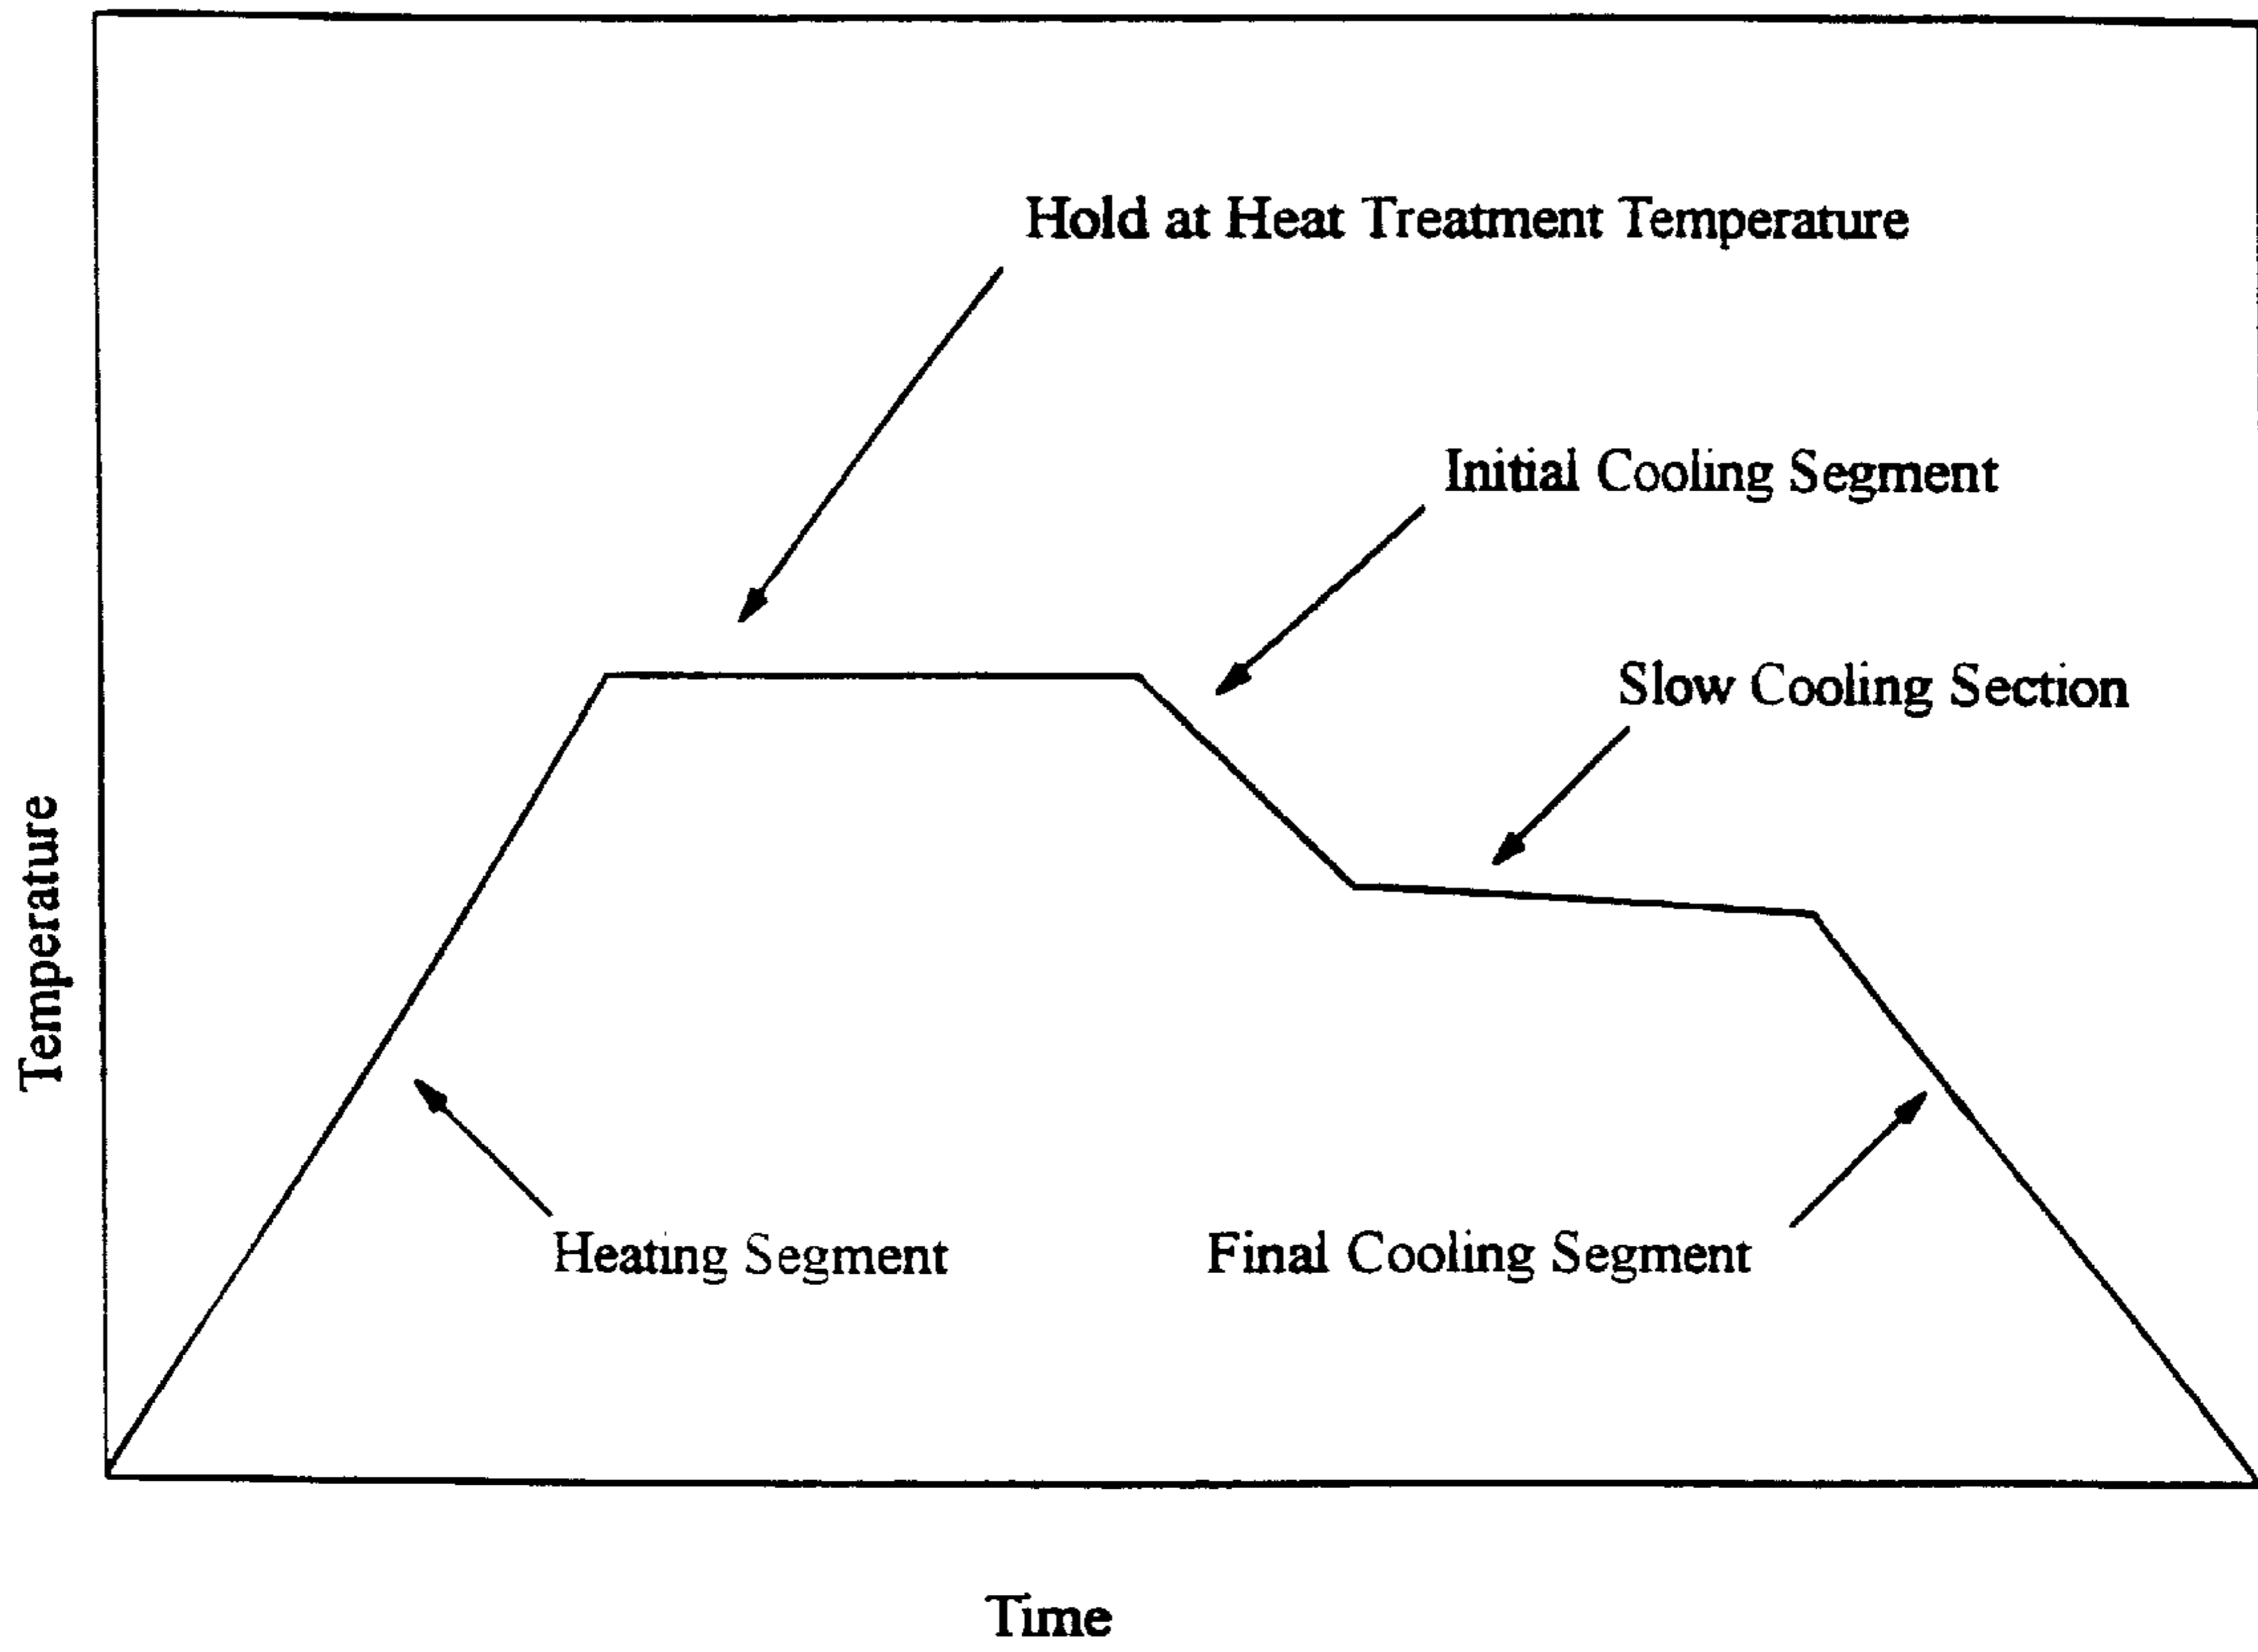 Hold at Heat Treatment Temperature
Initial Cooling Segment
Slow Cooling Section
Temperature
Heating Segment
Final Cooling Segment
Time